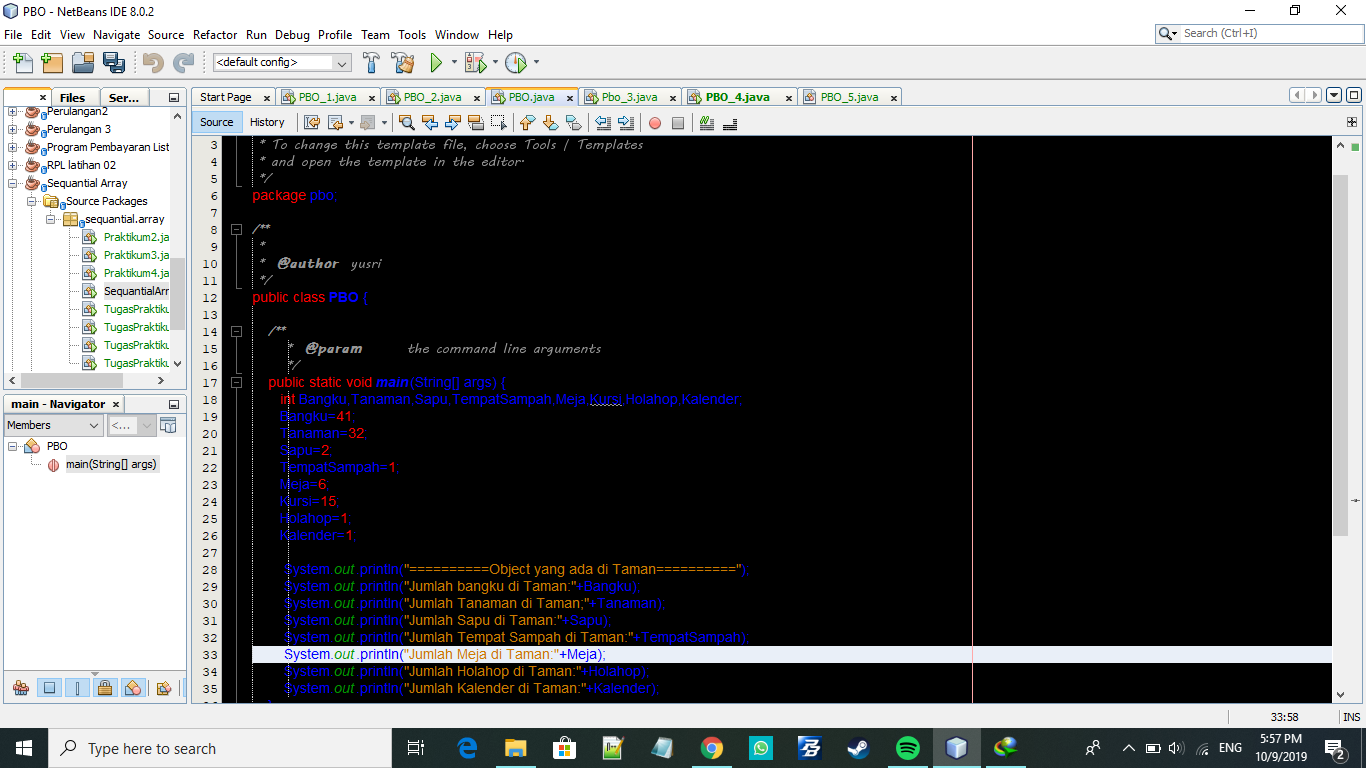 PBO - NetBeans IDE 8.0.2
File Edit View Navigate Source Refactor Run Debug Profile Team Tools Window Help
Search (Ctrl+I)
<default config>
Files Ser...
Start Page PBO_1.java PBO_2.java PBO.java Pbo_3.java PBO_4.java PBO_5.java
Source History
Perulangan2
Perulangan 3
Program Pembayaran List
RPL latihan 02
Sequantial Array
Source Packages
sequantial.array
Praktikum2.ja
Praktikum3.ja
Praktikum4.ja
SequantialArr
TugasPraktiku
TugasPraktiku
TugasPraktiku
TugasPraktiku
main - Navigator
Members <...
PBO
main(String[] args)
3 * To change this template file, choose Tools / Templates
4 * and open the template in the editor.
5 */
6 package pbo;
7
8 /**
9 *
10 * @author yusri
11 */
12 public class PBO {
13
14 /**
15 * @param the command line arguments
16 */
17 public static void main(String[] args) {
18 int Bangku,Tanaman,Sapu,TempatSampah,Meja,Kursi,Holahop,Kalender;
19 Bangku=41;
20 Tanaman=32;
21 Sapu=2;
22 TempatSampah=1;
23 Meja=6;
24 Kursi=15;
25 Holahop=1;
26 Kalender=1;
27
28 System.out.println("==========Object yang ada di Taman==========");
29 System.out.println("Jumlah bangku di Taman:"+Bangku);
30 System.out.println("Jumlah Tanaman di Taman;"+Tanaman);
31 System.out.println("Jumlah Sapu di Taman:"+Sapu);
32 System.out.println("Jumlah Tempat Sampah di Taman:"+TempatSampah);
33 System.out.println("Jumlah Meja di Taman:"+Meja);
34 System.out.println("Jumlah Holahop di Taman:"+Holahop);
35 System.out.println("Jumlah Kalender di Taman:"+Kalender);
33:58 INS
Type here to search
ENG
5:57 PM
10/9/2019
2